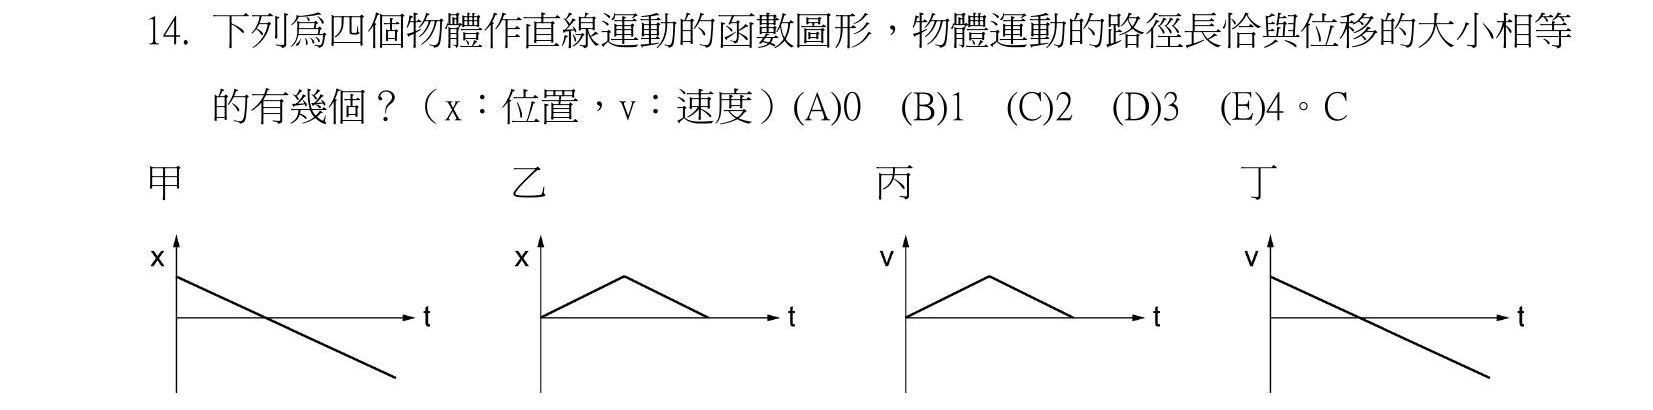 14. 下列爲四個物體作直線運動的函數圖形，物體運動的路徑長恰與位移的大小相等
的有幾個？（x：位置，v：速度）(A)0 (B)1 (C)2 (D)3 (E)4。C
甲 乙 丙 丁
x t x t v t v t